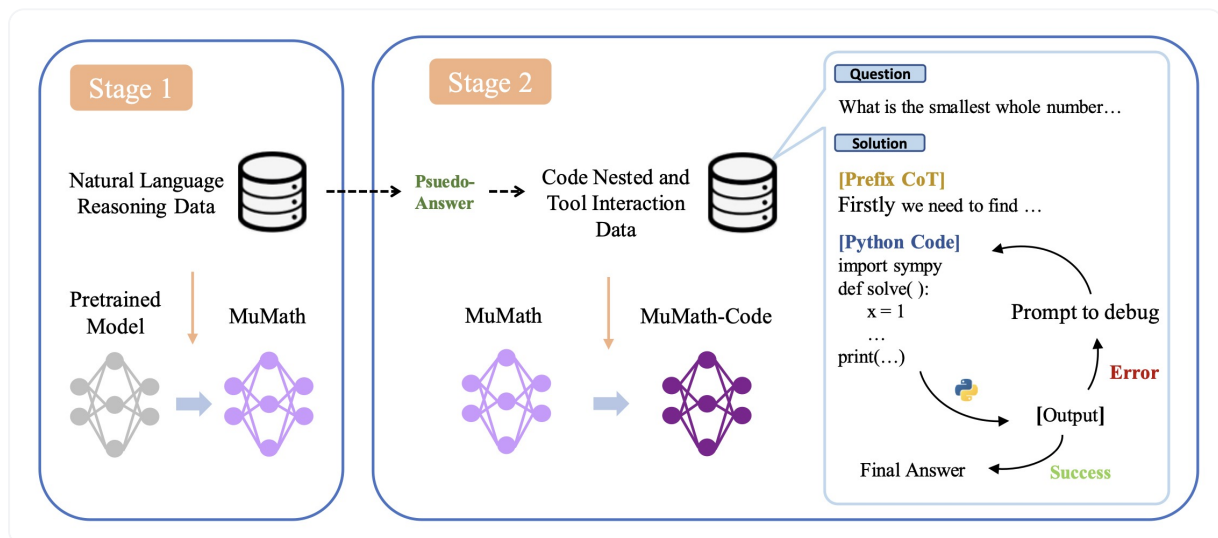 Stage 1
Natural Language
Reasoning Data
Pretrained
Model
MuMath
Stage 2
Psuedo-
Answer
Code Nested and
Tool Interaction
Data
MuMath
MuMath-Code
Question
What is the smallest whole number…
Solution
[Prefix CoT]
Firstly we need to find …
[Python Code]
import sympy
def solve( ):
x = 1
…
print(…)
Prompt to debug
Error
[Output]
Success
Final Answer